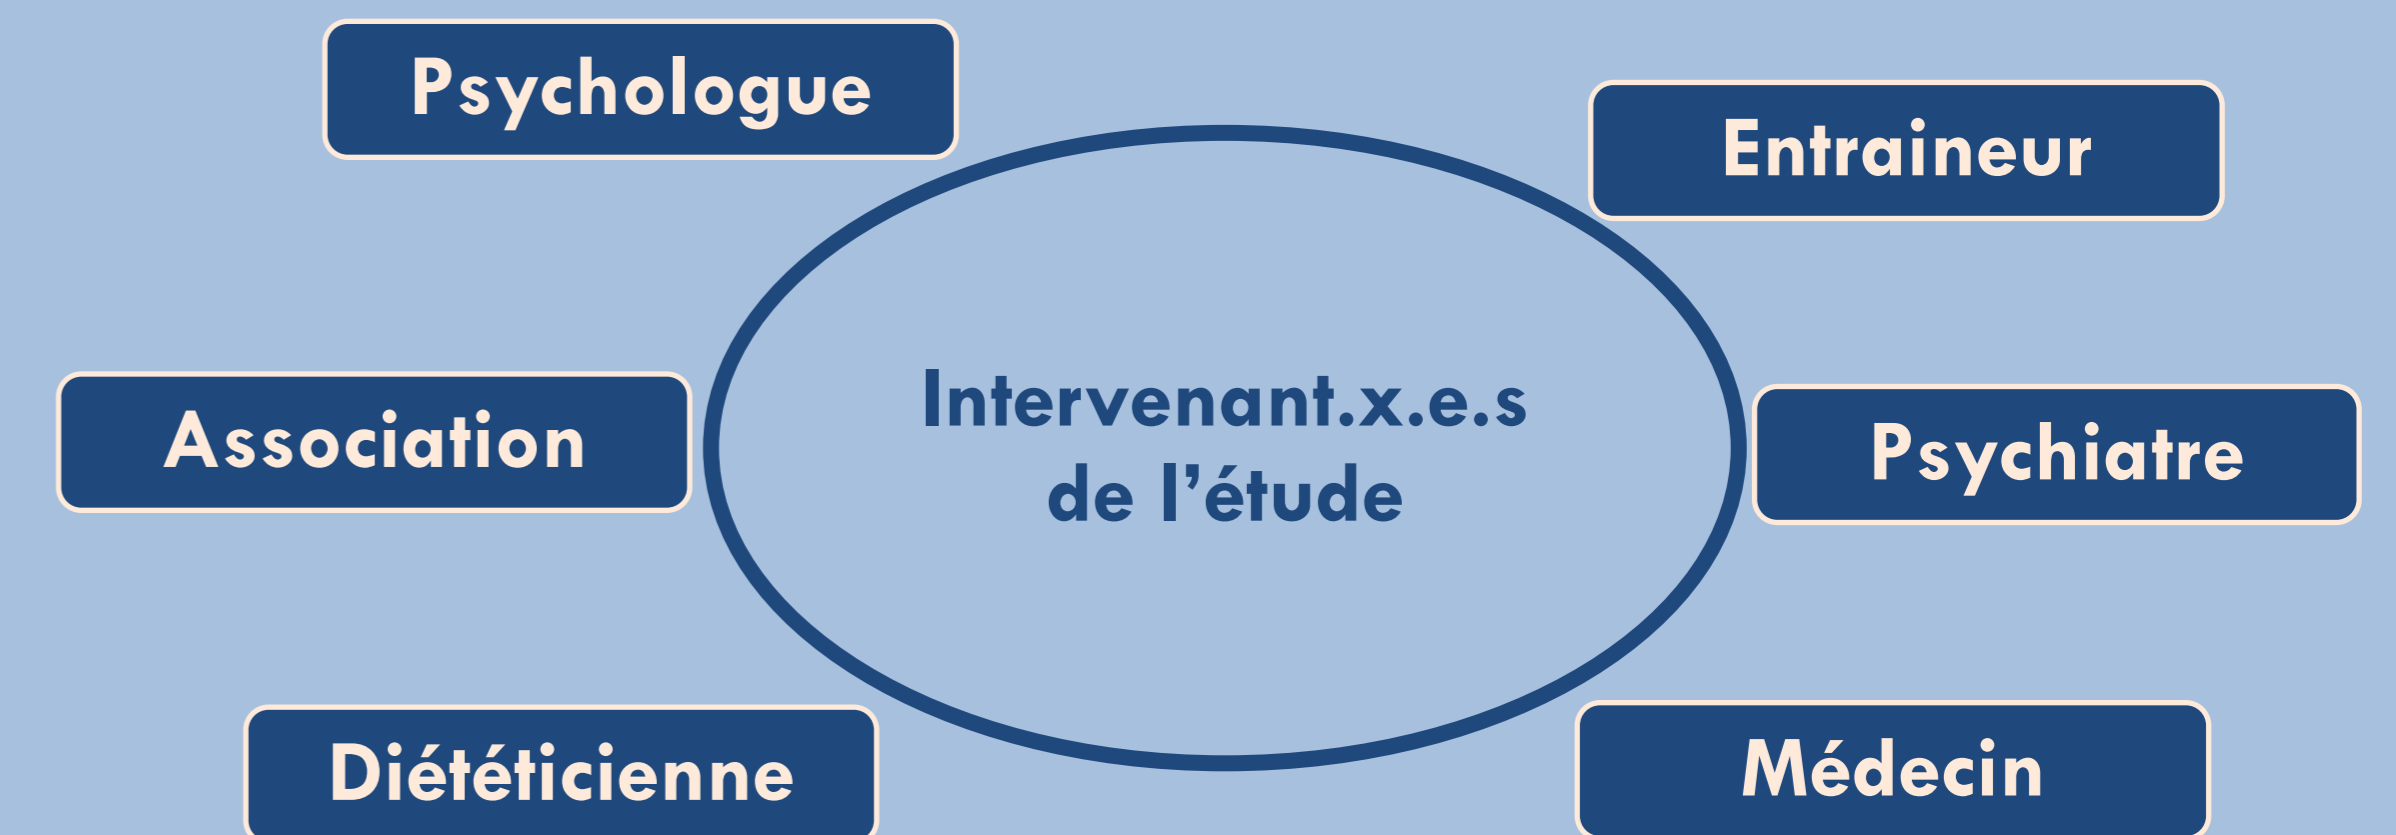 Psychologue
Entraineur
Intervenant.x.e.s
de l’étude
Association
Psychiatre
Diététicienne
Médecin